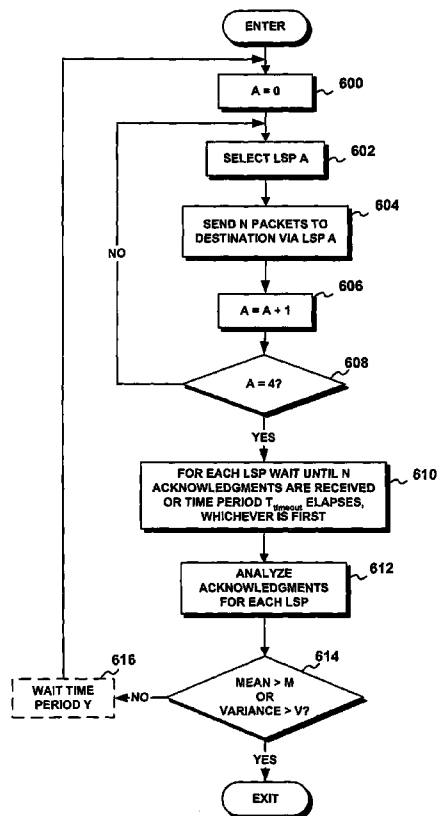 ENTER
A = 0
600
SELECT LSP A
602
SEND N PACKETS TO
DESTINATION VIA LSP A
604
NO
A = A + 1
606
A = 4?
608
YES
FOR EACH LSP WAIT UNTIL N
ACKNOWLEDGMENTS ARE RECEIVED
OR TIME PERIOD Ttimeout ELAPSES,
WHICHEVER IS FIRST
610
ANALYZE
ACKNOWLEDGMENTS
FOR EACH LSP
612
616
WAIT TIME
PERIOD Y
NO
MEAN > M
OR
VARIANCE > V?
614
YES
EXIT